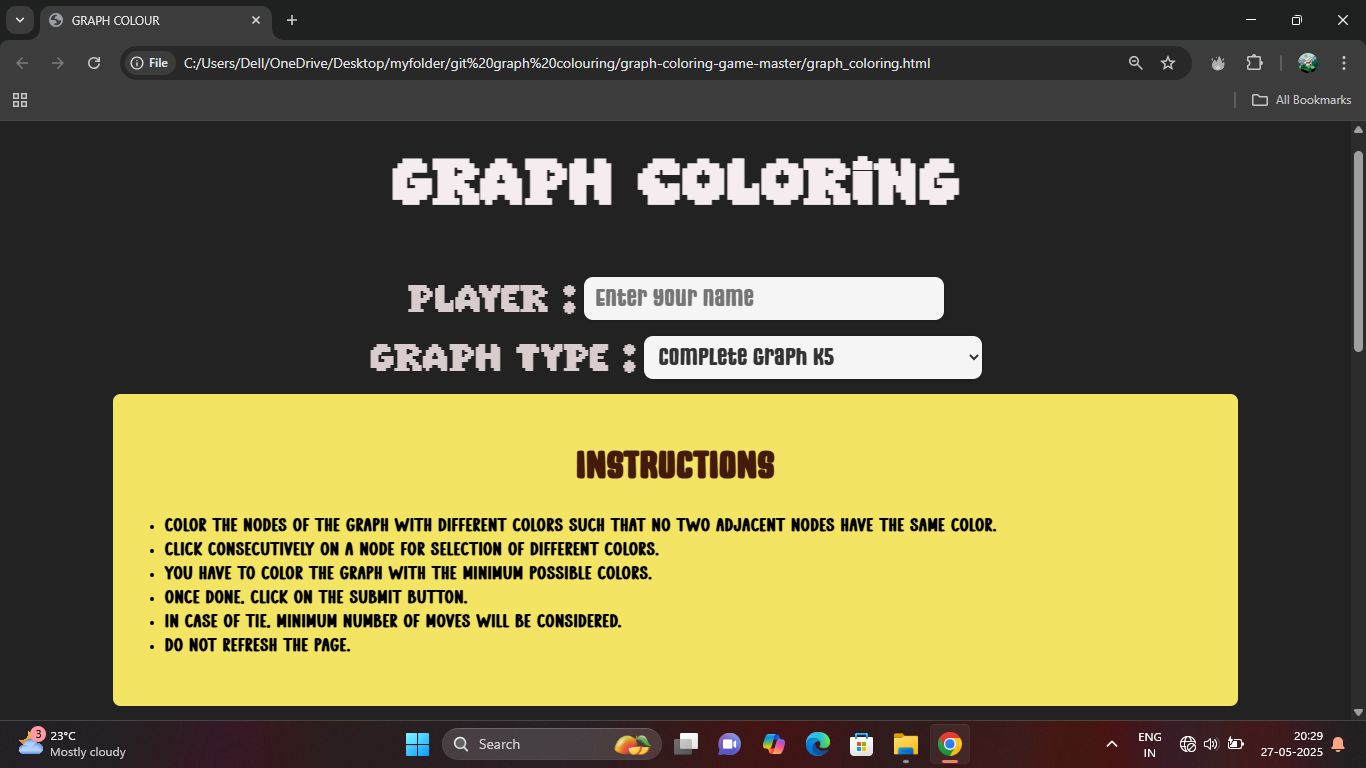 GRAPH COLOUR
File
C:/Users/Dell/OneDrive/Desktop/myfolder/git%20graph%20colouring/graph-coloring-game-master/graph_coloring.html
All Bookmarks
GRAPH COLORING
PLAYER :
Enter your name
GRAPH TYPE :
Complete Graph K5
INSTRUCTIONS
• COLOR THE NODES OF THE GRAPH WITH DIFFERENT COLORS SUCH THAT NO TWO ADJACENT NODES HAVE THE SAME COLOR.
• CLICK CONSECUTIVELY ON A NODE FOR SELECTION OF DIFFERENT COLORS.
• YOU HAVE TO COLOR THE GRAPH WITH THE MINIMUM POSSIBLE COLORS.
• ONCE DONE, CLICK ON THE SUBMIT BUTTON.
• IN CASE OF TIE, MINIMUM NUMBER OF MOVES WILL BE CONSIDERED.
• DO NOT REFRESH THE PAGE.
3
23°C
Mostly cloudy
Search
ENG
IN
20:29
27-05-2025